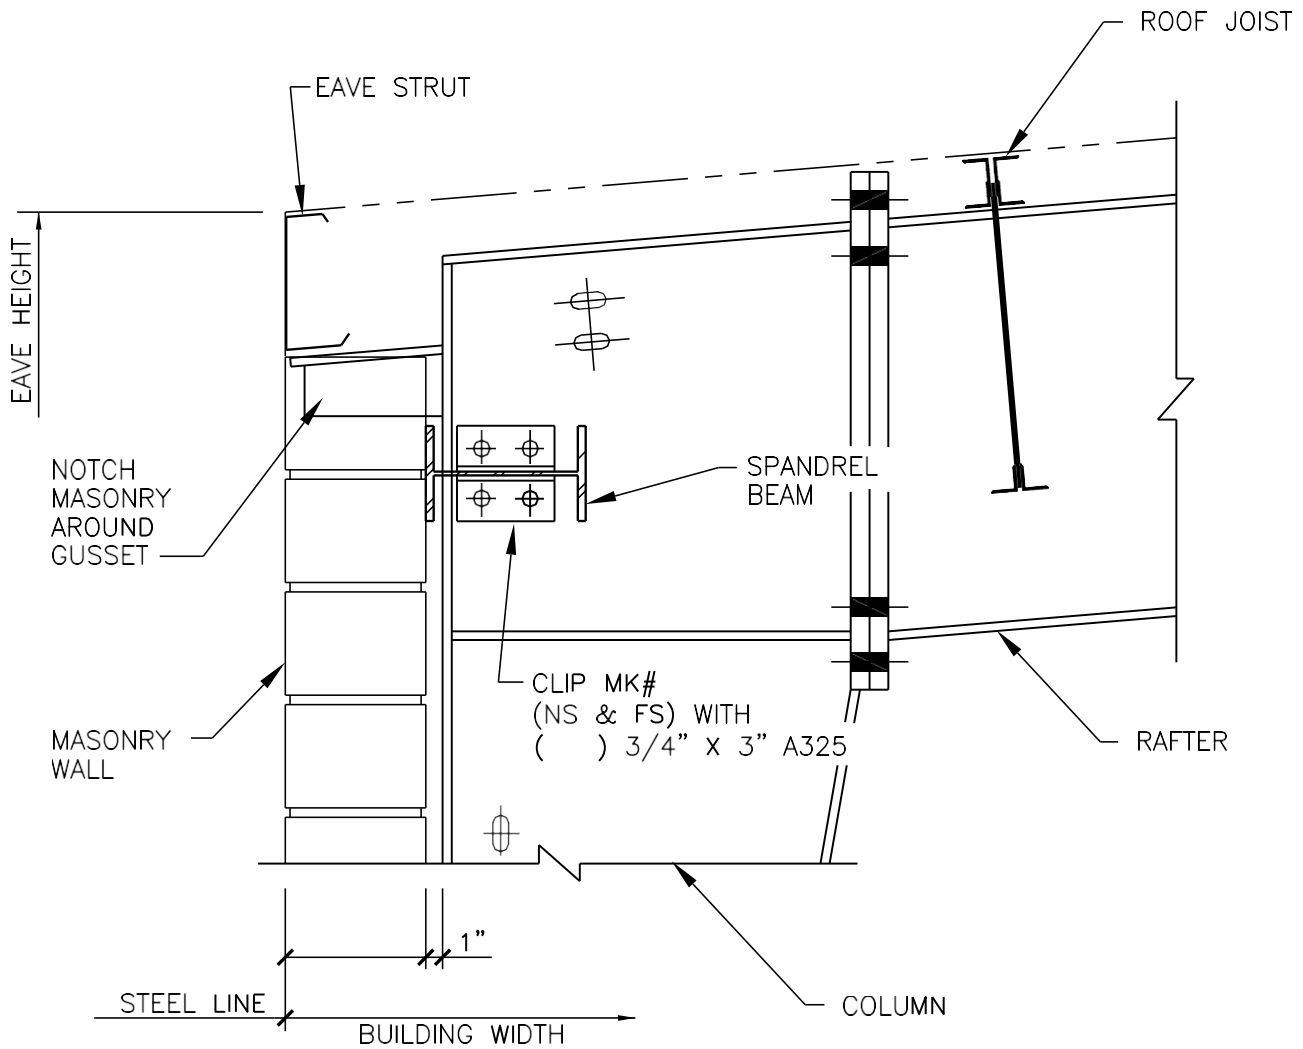 ROOF JOIST
EAVE STRUT
EAVE HEIGHT
NOTCH
MASONRY
AROUND
GUSSET
SPANDREL
BEAM
CLIP MK#
(NS & FS) WITH
(    ) 3/4" X 3" A325
MASONRY
WALL
RAFTER
1"
STEEL LINE
COLUMN
BUILDING WIDTH